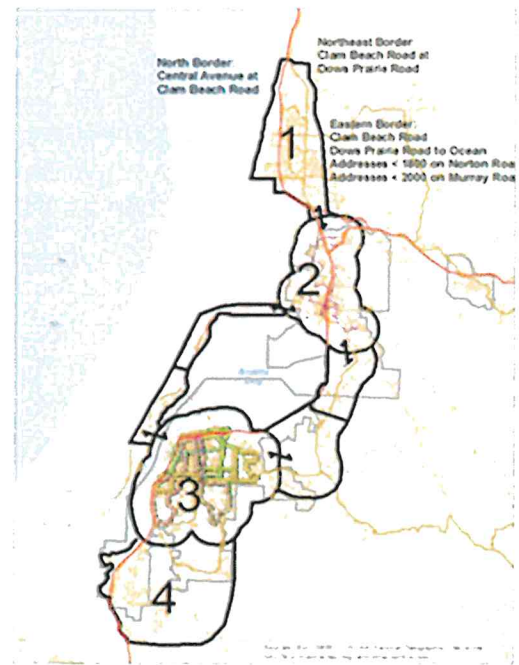 North Border:
Central Avenue at
Clam Beach Road
Northeast Border
Clam Beach Road at
Dows Prairie Road
Eastern Border:
Clam Beach Road
Dows Prairie Road to Ocean
Addresses < 1800 on Norton Roa
Addresses < 2000 on Murray Roa
1
2
3
4